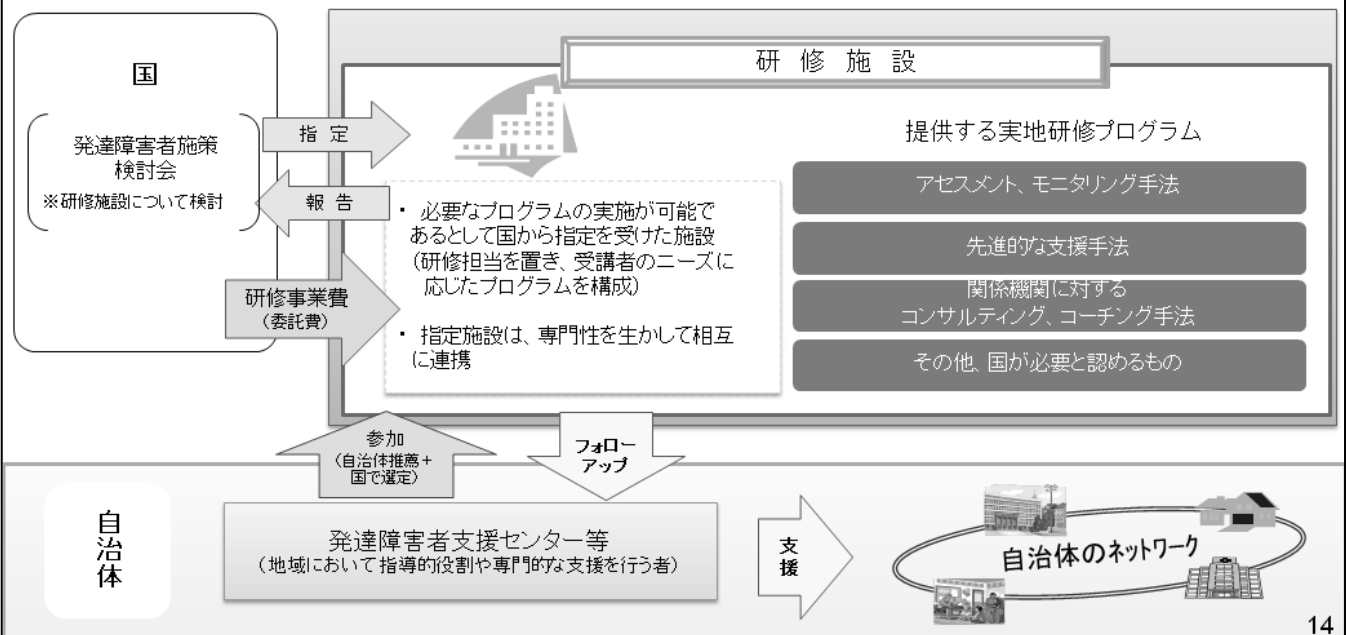 国
発達障害者施策
検討会
※研修施設について検討
指 定
報 告
研修事業費
（委託費）
研 修 施 設
・ 必要なプログラムの実施が可能で
あるとして国から指定を受けた施設
（研修担当を置き、受講者のニーズに
応じたプログラムを構成）
・ 指定施設は、専門性を生かして相互
に連携
提供する実地研修プログラム
アセスメント、モニタリング手法
先進的な支援手法
関係機関に対する
コンサルティング、コーチング手法
その他、国が必要と認めるもの
参加
（自治体推薦＋
国で選定）
フォロー
アップ
自治体
発達障害者支援センター等
（地域において指導的役割や専門的な支援を行う者）
支援
自治体のネットワーク
14